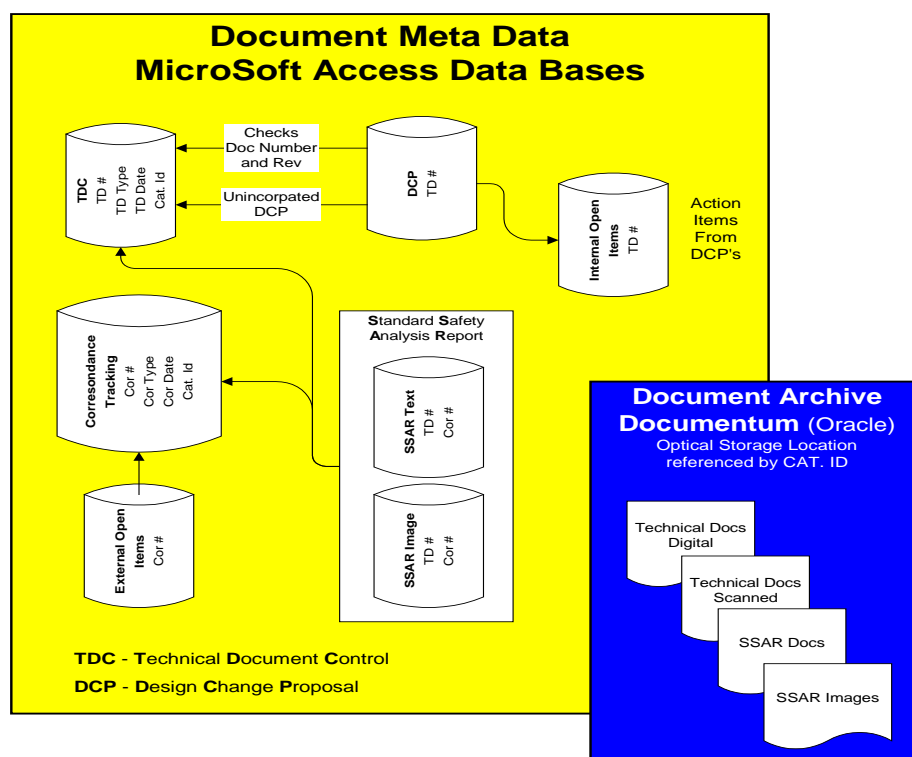 Document Meta Data
MicroSoft Access Data Bases
Checks
Doc Number
and Rev
Unincorpated
DCP
TDC
TD #
TD Type
TD Date
Cat. Id
DCP
TD #
Internal Open
Items
TD #
Action
Items
From
DCP's
Corresondance
Tracking
Cor #
Cor Type
Cor Date
Cat. Id
Standard Safety
Analysis Report
SSAR Text
TD #
Cor #
SSAR Image
TD #
Cor #
External Open
Items
Cor #
TDC - Technical Document Control
DCP - Design Change Proposal
Document Archive
Documentum (Oracle)
Optical Storage Location
referenced by CAT. ID
Technical Docs
Digital
Technical Docs
Scanned
SSAR Docs
SSAR Images